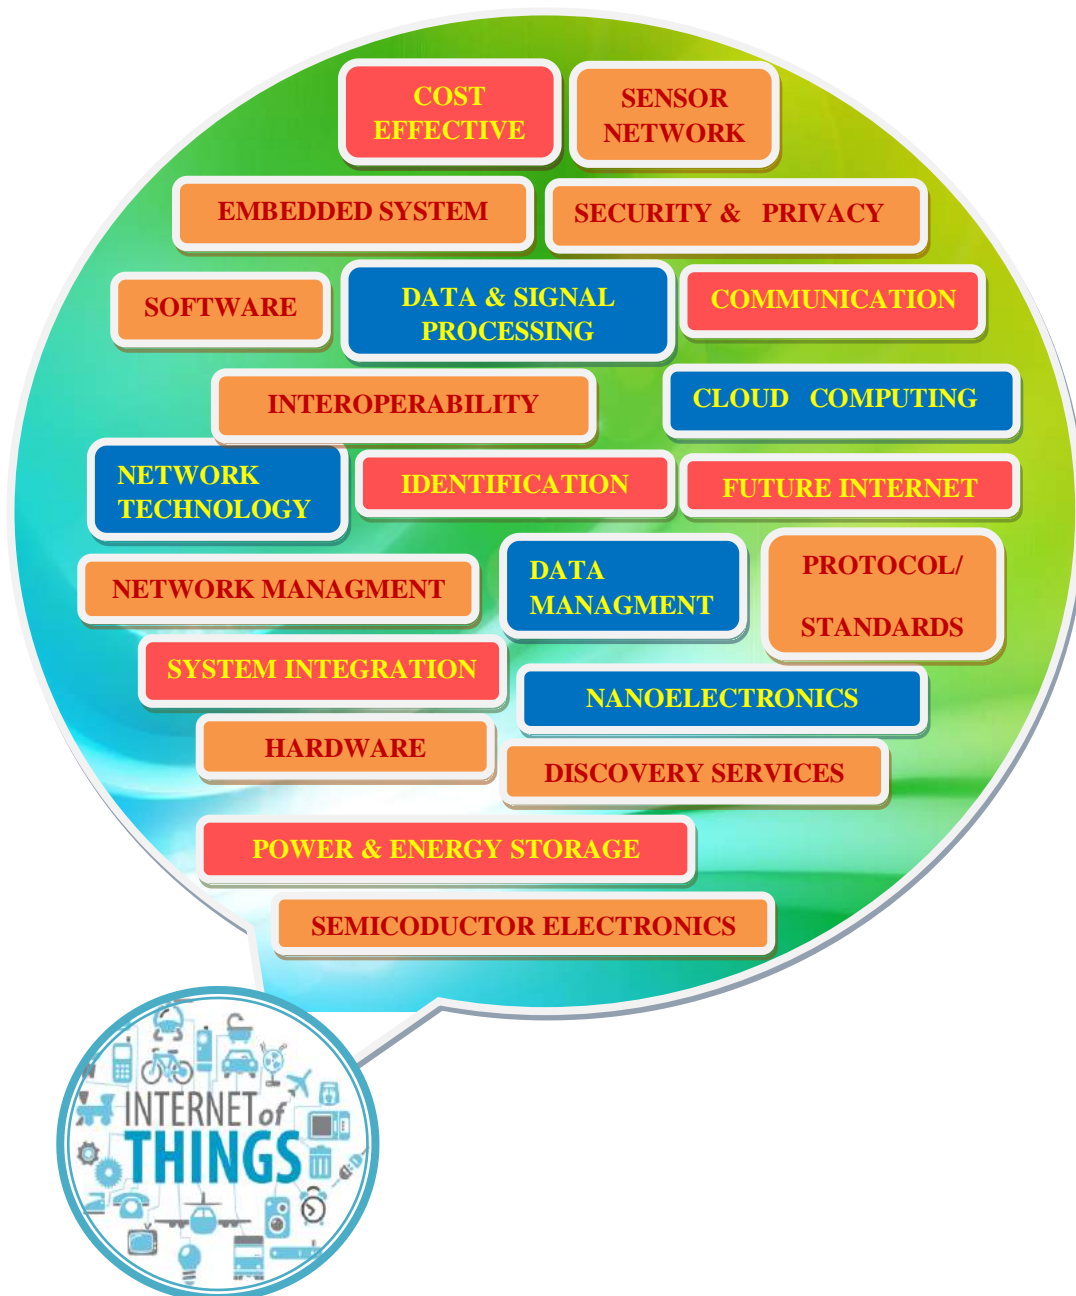 COST
EFFECTIVE
SENSOR
NETWORK
EMBEDDED SYSTEM
SECURITY & PRIVACY
SOFTWARE
DATA & SIGNAL
PROCESSING
COMMUNICATION
INTEROPERABILITY
CLOUD COMPUTING
NETWORK
TECHNOLOGY
IDENTIFICATION
FUTURE INTERNET
NETWORK MANAGMENT
DATA
MANAGMENT
PROTOCOL/
STANDARDS
SYSTEM INTEGRATION
NANOELECTRONICS
HARDWARE
DISCOVERY SERVICES
POWER & ENERGY STORAGE
SEMICODUCTOR ELECTRONICS
INTERNET of
THINGS